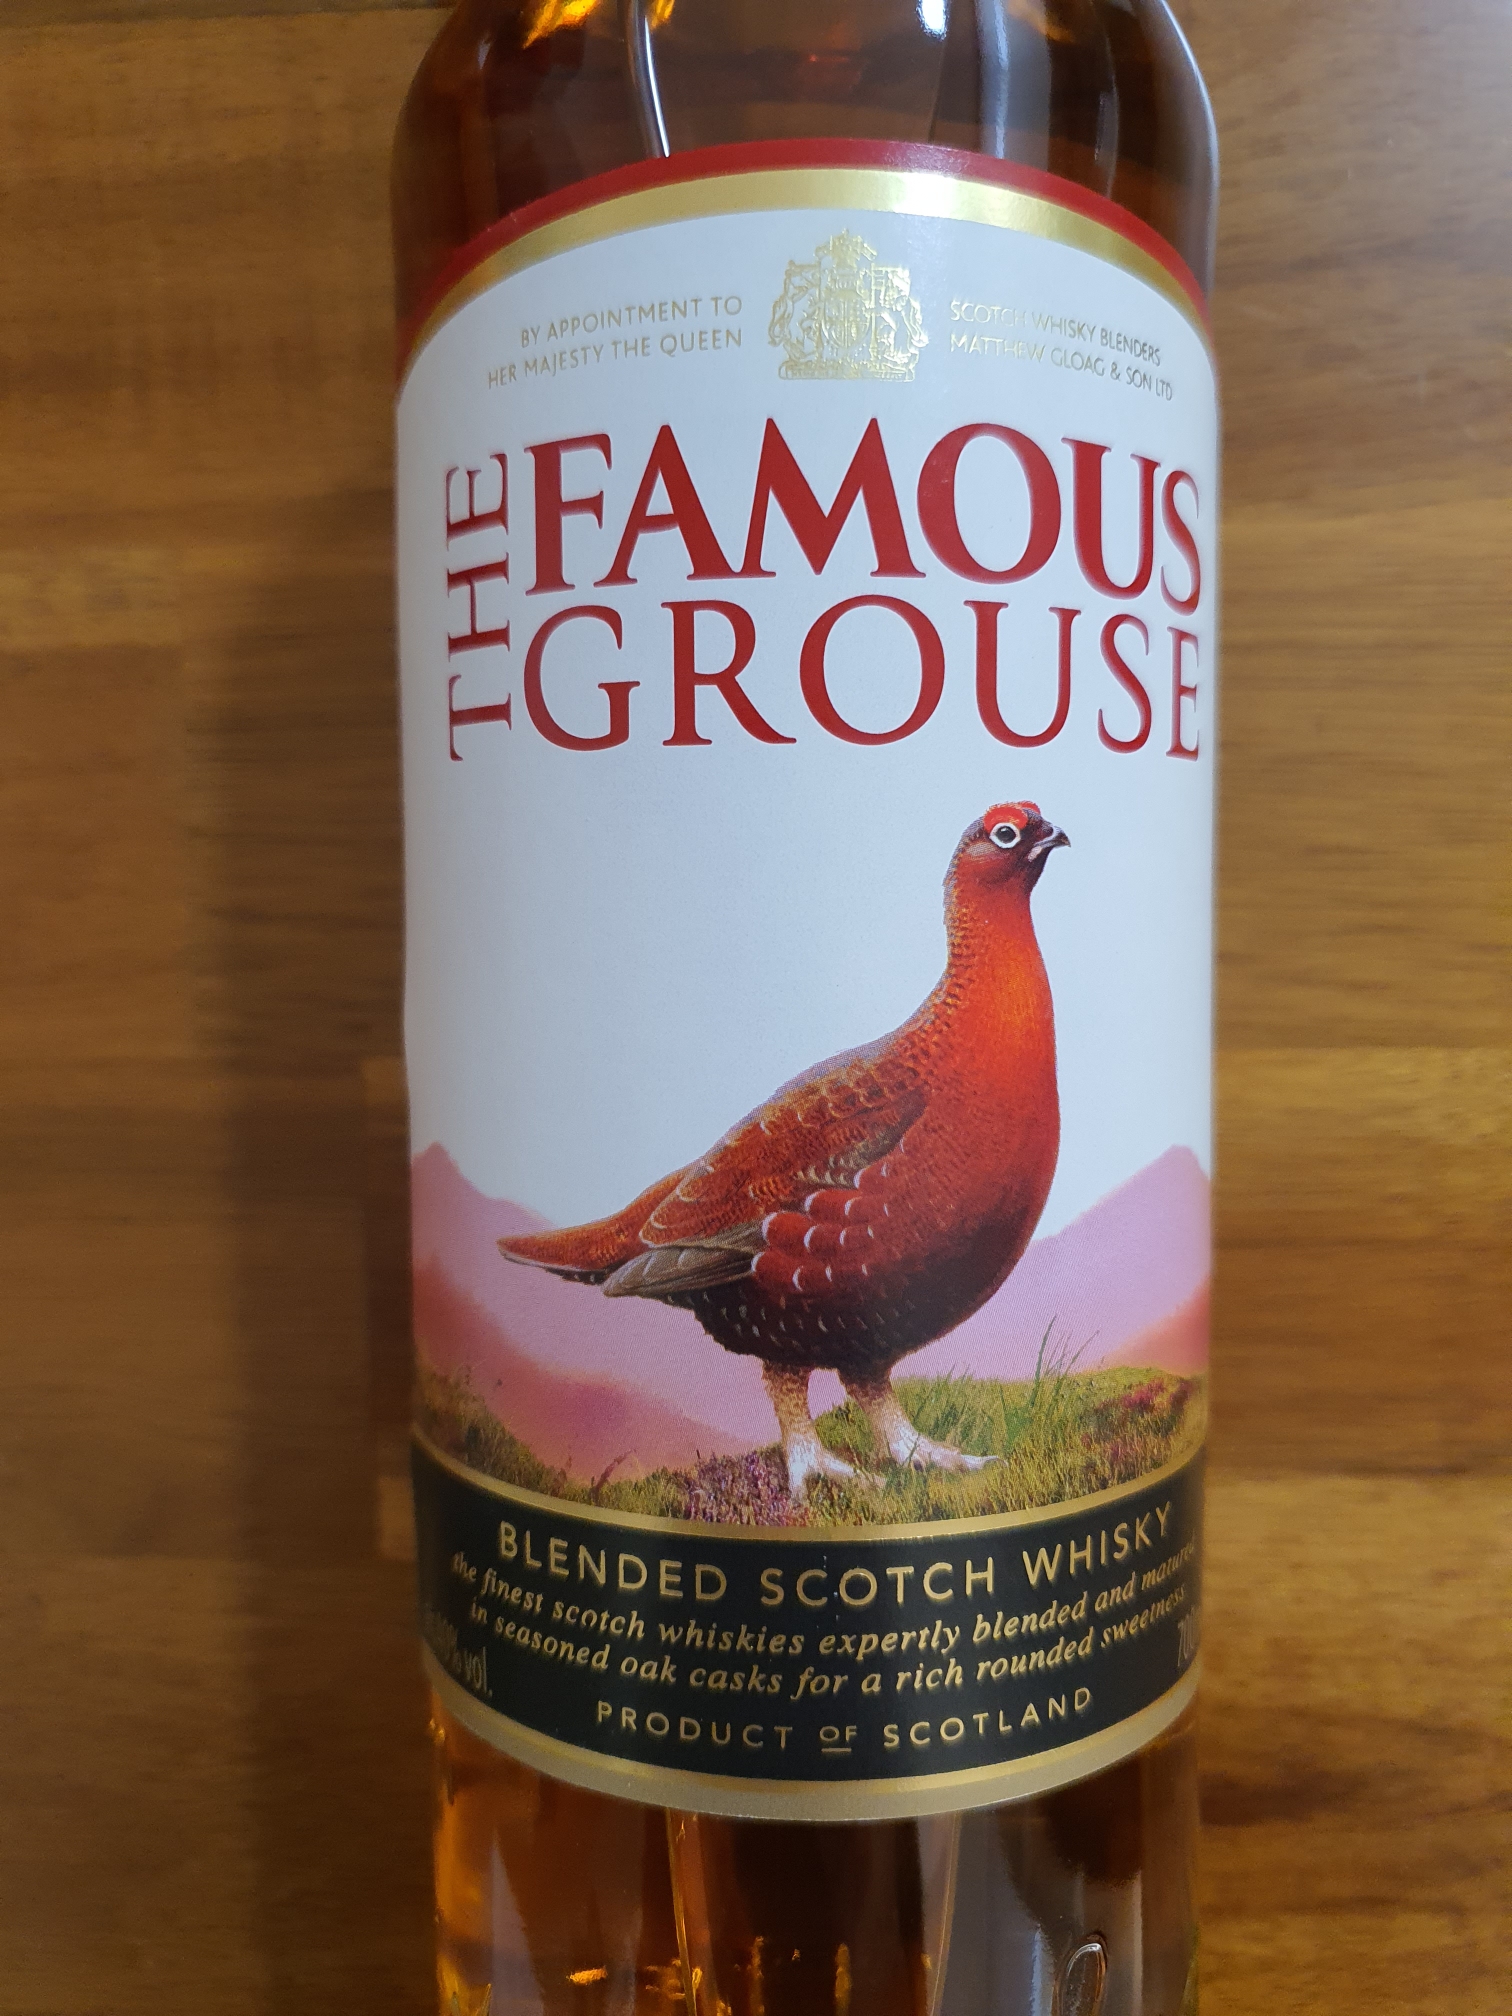 BY APPOINTMENT TO
HER MAJESTY THE QUEEN
SCOTCH WHISKY BLENDERS
MATTHEW GLOAG & SON LTD
THE
FAMOUS
GROUSE
BLENDED SCOTCH WHISKY
the finest scotch whiskies expertly blended and matured
in seasoned oak casks for a rich rounded sweetness
vol.
PRODUCT OF SCOTLAND